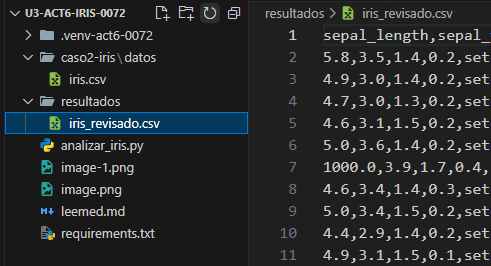 U3-ACT6-IRIS-0072
.venv-act6-0072
caso2-iris\datos
iris.csv
resultados
iris_revisado.csv
analizar_iris.py
image-1.png
image.png
leemed.md
requirements.txt
resultados > iris_revisado.csv
1 sepal_length,sepal_
2 5.8,3.5,1.4,0.2,set
3 4.9,3.0,1.4,0.2,set
4 4.7,3.0,1.3,0.2,set
5 4.6,3.1,1.5,0.2,set
6 5.0,3.6,1.4,0.2,set
7 1000.0,3.9,1.7,0.4,
8 4.6,3.4,1.4,0.3,set
9 5.0,3.4,1.5,0.2,set
10 4.4,2.9,1.4,0.2,set
11 4.9,3.1,1.5,0.1,set